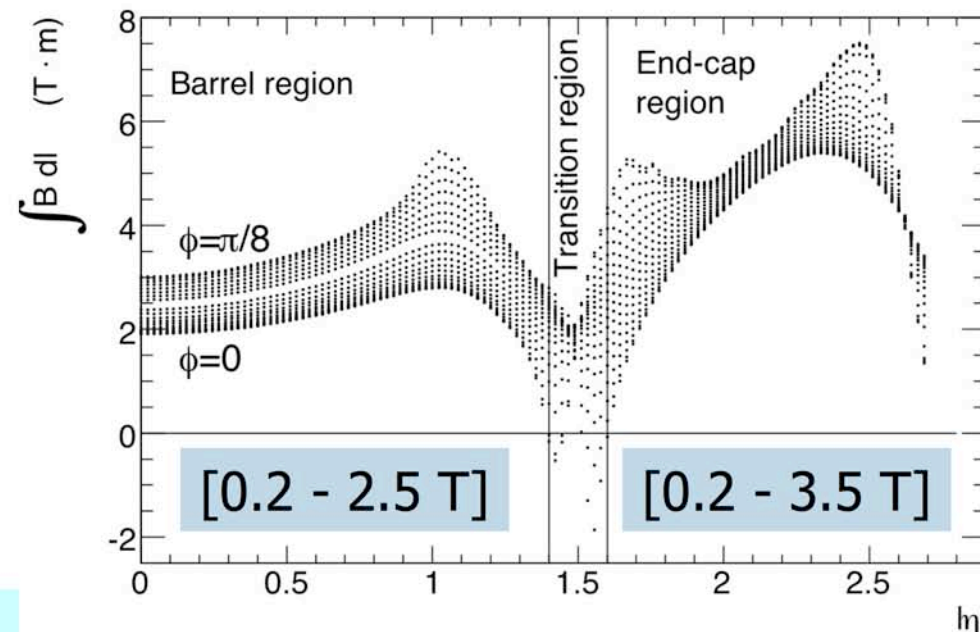 ∫B dl (T · m)
8
6
4
2
0
-2
Barrel region
Transition region
End-cap
region
ϕ=π/8
ϕ=0
[0.2 - 2.5 T]
[0.2 - 3.5 T]
0
0.5
1
1.5
2
2.5